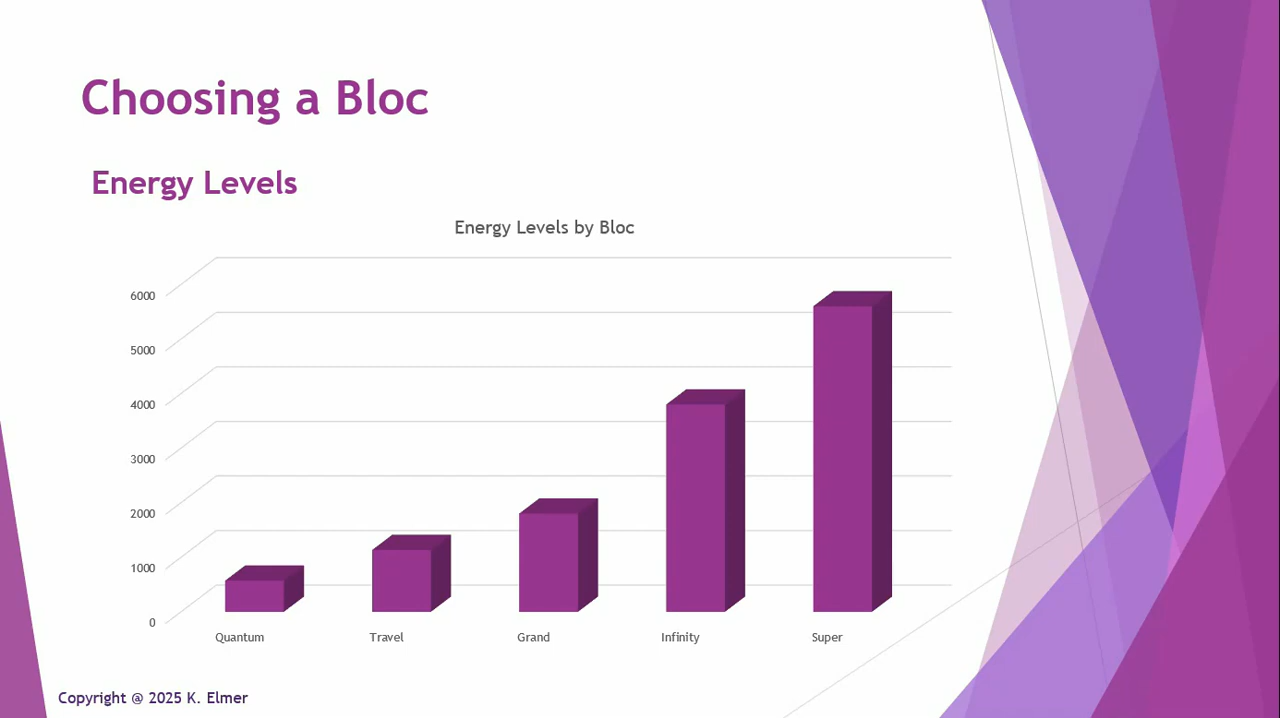 Choosing a Bloc
Energy Levels
Energy Levels by Bloc
6000
5000
4000
3000
2000
1000
0
Quantum Travel Grand Infinity Super
Copyright @ 2025 K. Elmer